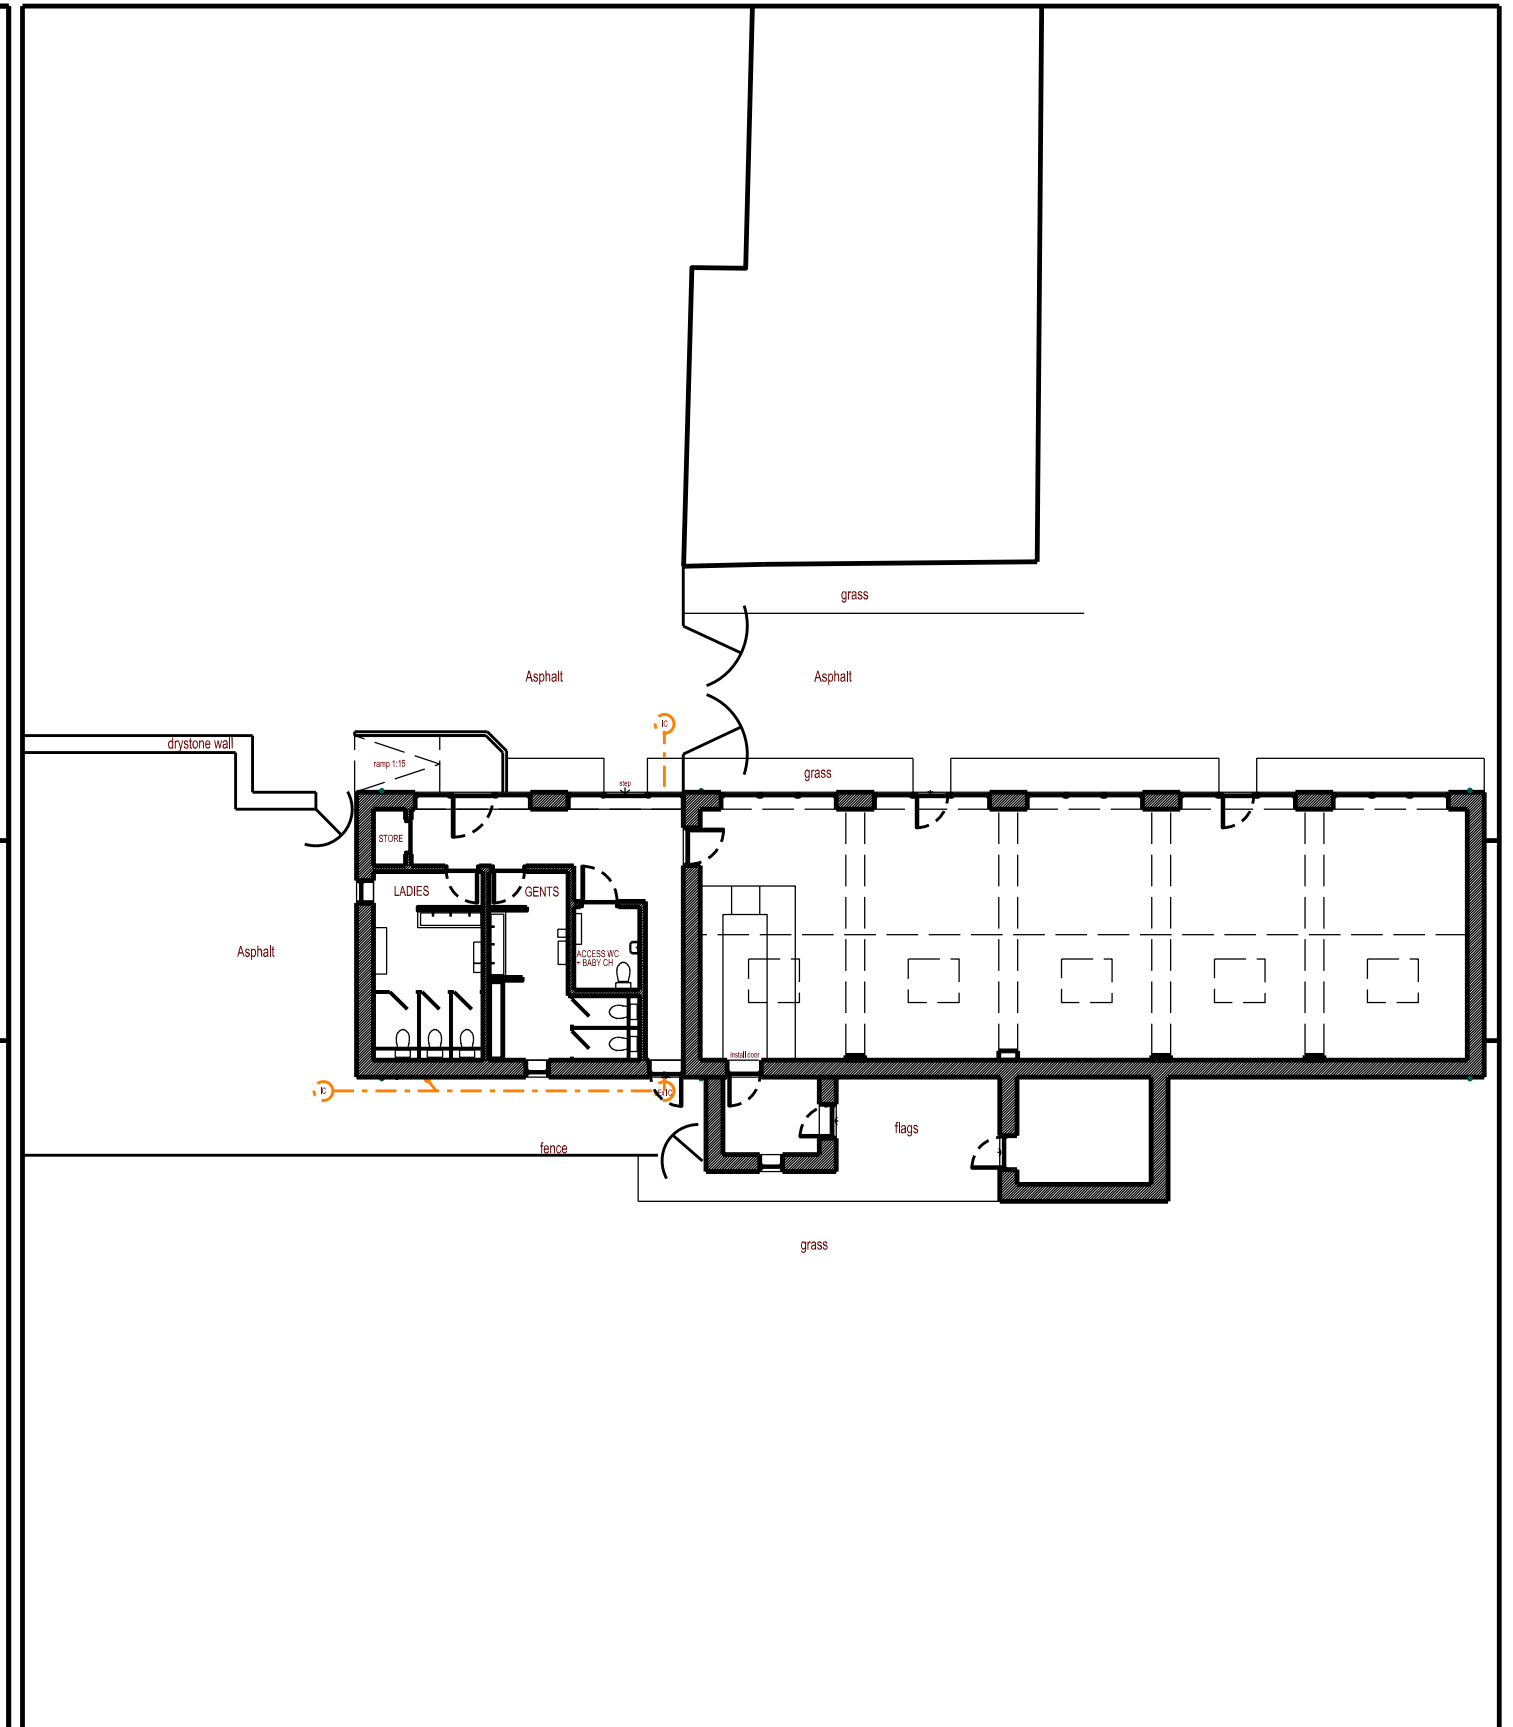 grass
Asphalt
Asphalt
IC
drystone wall
ramp 1:15
grass
step
STORE
LADIES
GENTS
Asphalt
ACCESS WC
+ BABY CH
install door
IC
flags
fence
grass